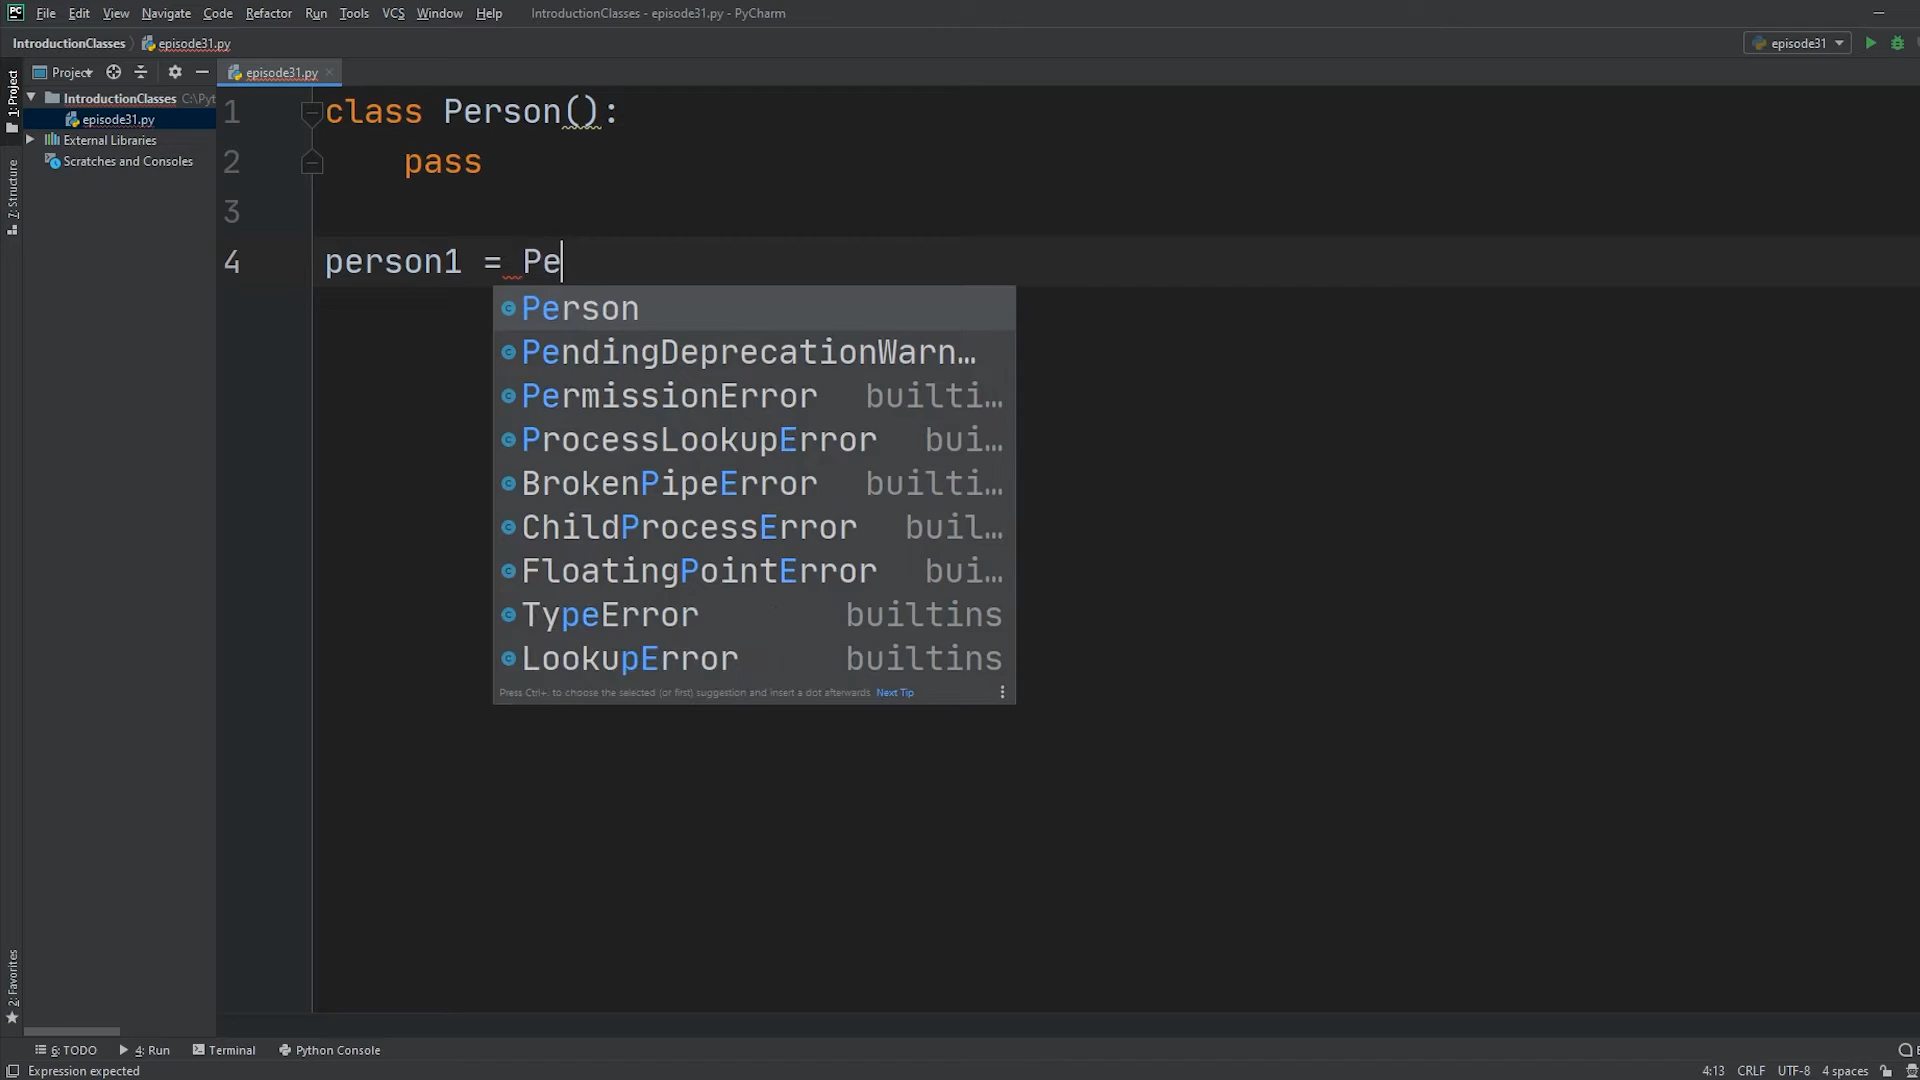 PC File Edit View Navigate Code Refactor Run Tools VCS Window Help IntroductionClasses - episode31.py - PyCharm
IntroductionClasses episode31.py episode31
1: Project Project episode31.py
IntroductionClasses C:\Pyt
episode31.py
External Libraries
Scratches and Consoles
7: Structure
2: Favorites
1 class Person():
2 pass
3
4 person1 = Pe
Person
PendingDeprecationWarn…
PermissionError builti…
ProcessLookupError bui…
BrokenPipeError builti…
ChildProcessError buil…
FloatingPointError bui…
TypeError builtins
LookupError builtins
Press Ctrl+. to choose the selected (or first) suggestion and insert a dot afterwards Next Tip
6: TODO 4: Run Terminal Python Console
Expression expected 4:13 CRLF UTF-8 4 spaces